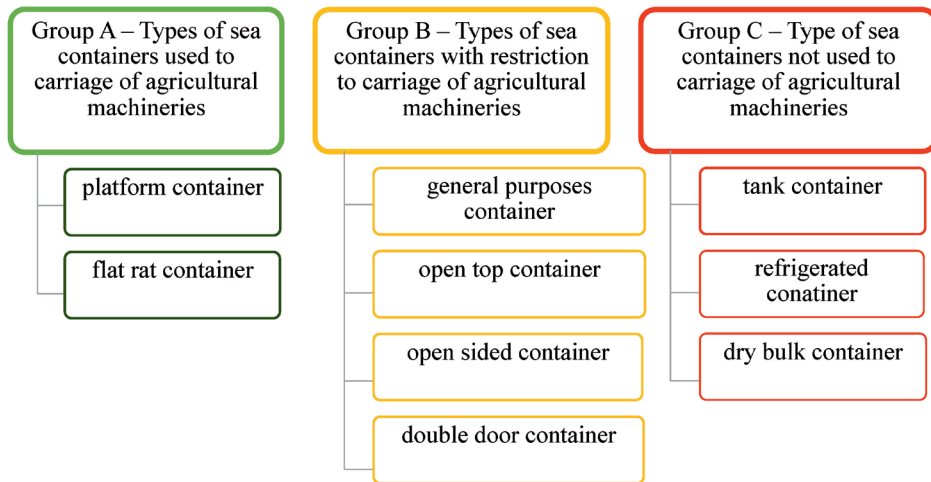 Group A – Types of sea
containers used to
carriage of agricultural
machineries
platform container
flat rat container
Group B – Types of sea
containers with restriction
to carriage of agricultural
machineries
general purposes
container
open top container
open sided container
double door container
Group C – Type of sea
containers not used to
carriage of agricultural
machineries
tank container
refrigerated
conatiner
dry bulk container